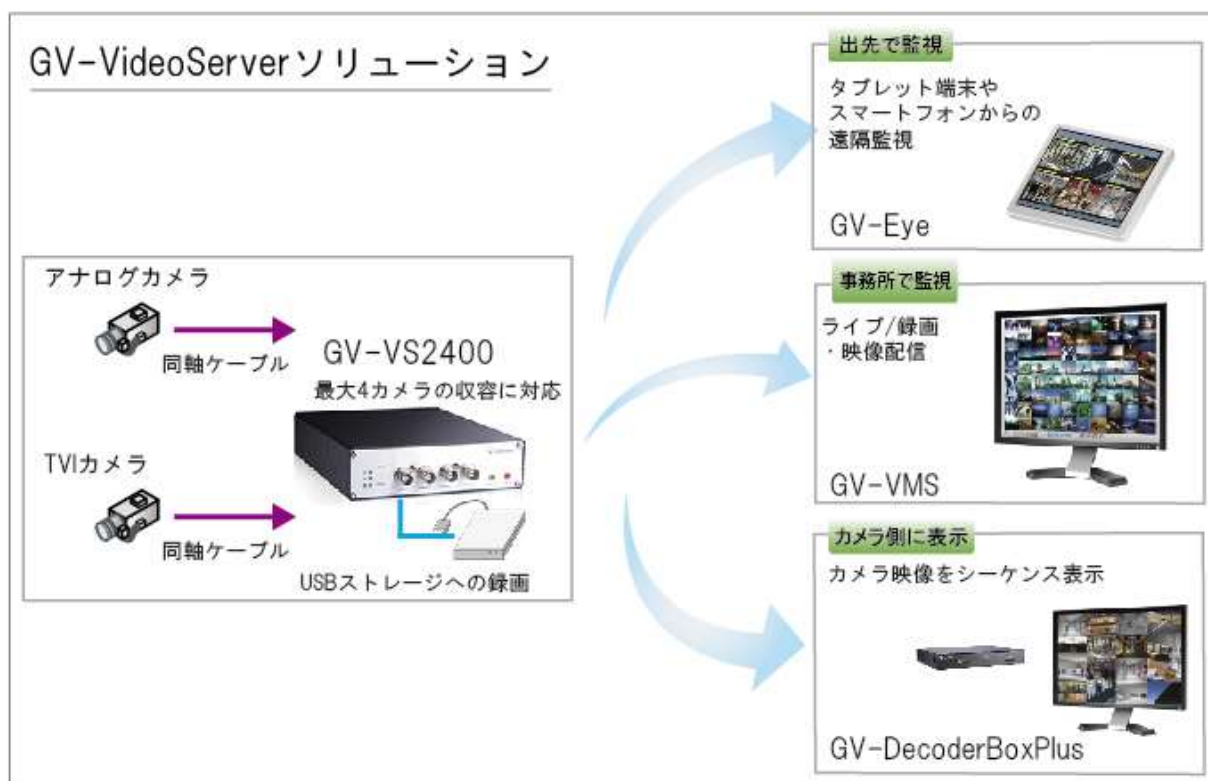 GV-VideoServerソリューション
アナログカメラ
同軸ケーブル
GV-VS2400
最大4カメラの収容に対応
TVIカメラ
同軸ケーブル
USBストレージへの録画
出先で監視
タブレット端末や
スマートフォンからの
遠隔監視
GV-Eye
事務所で監視
ライブ/録画
・映像配信
GV-VMS
カメラ側に表示
カメラ映像をシーケンス表示
GV-DecoderBoxPlus